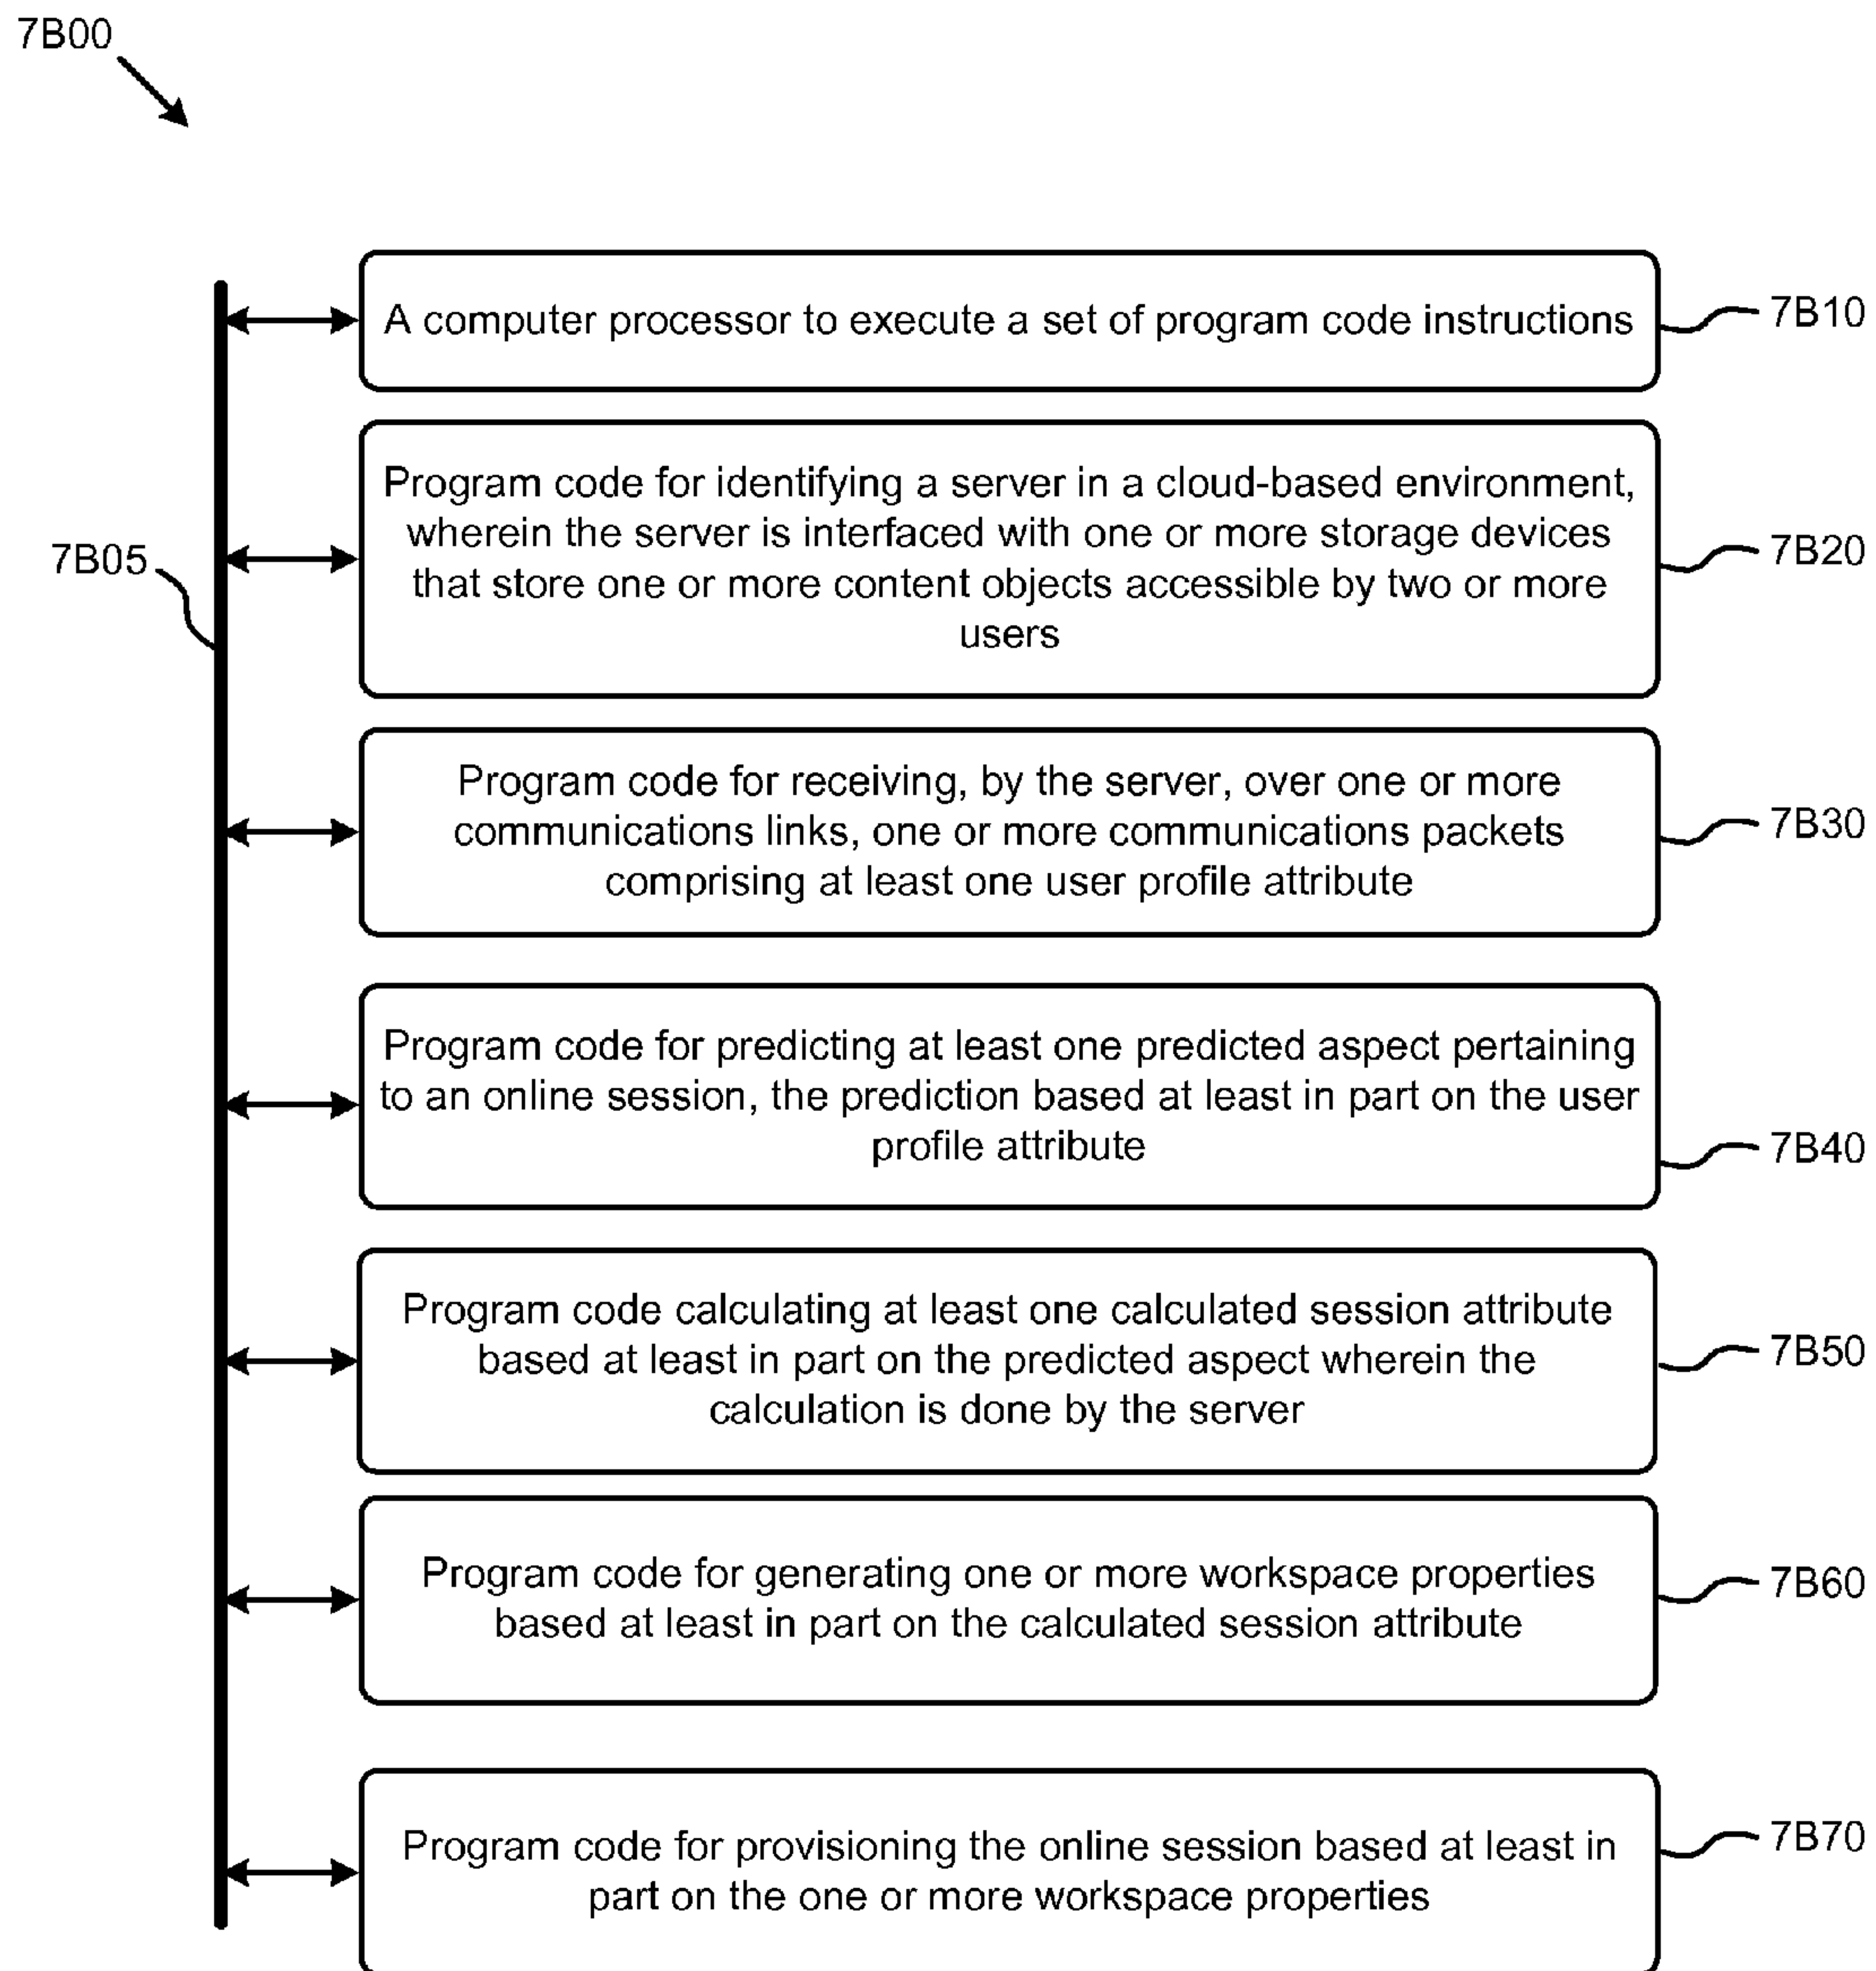 7B00
A computer processor to execute a set of program code instructions
7B10
Program code for identifying a server in a cloud-based environment,
wherein the server is interfaced with one or more storage devices
that store one or more content objects accessible by two or more
users
7B20
7B05
Program code for receiving, by the server, over one or more
communications links, one or more communications packets
comprising at least one user profile attribute
7B30
Program code for predicting at least one predicted aspect pertaining
to an online session, the prediction based at least in part on the user
profile attribute
7B40
Program code calculating at least one calculated session attribute
based at least in part on the predicted aspect wherein the
calculation is done by the server
7B50
Program code for generating one or more workspace properties
based at least in part on the calculated session attribute
7B60
Program code for provisioning the online session based at least in
part on the one or more workspace properties
7B70